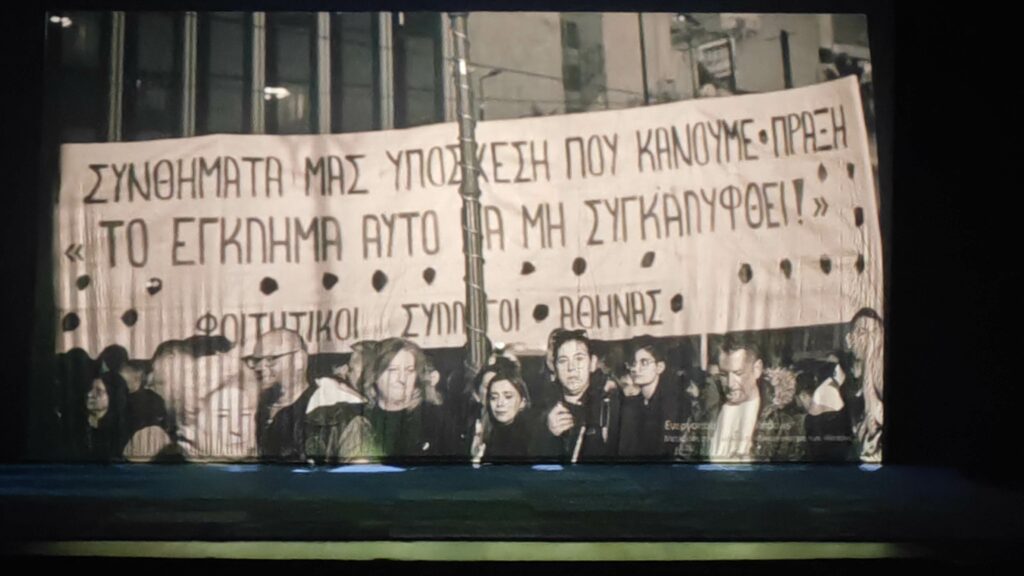 ΣΥΝΘΗΜΑΤΑ ΜΑΣ ΥΠΟΣΧΕΣΗ ΠΟΥ ΚΑΝΟΥΜΕ • ΠΡΑΞΗ
« ΤΟ ΕΓΚΛΗΜΑ ΑΥΤΟ ΝΑ ΜΗ ΣΥΓΚΑΛΥΦΘΕΙ! »
ΦΟΙΤΗΤΙΚΟΙ ΣΥΛΛΟΓΟΙ • ΑΘΗΝΑΣ